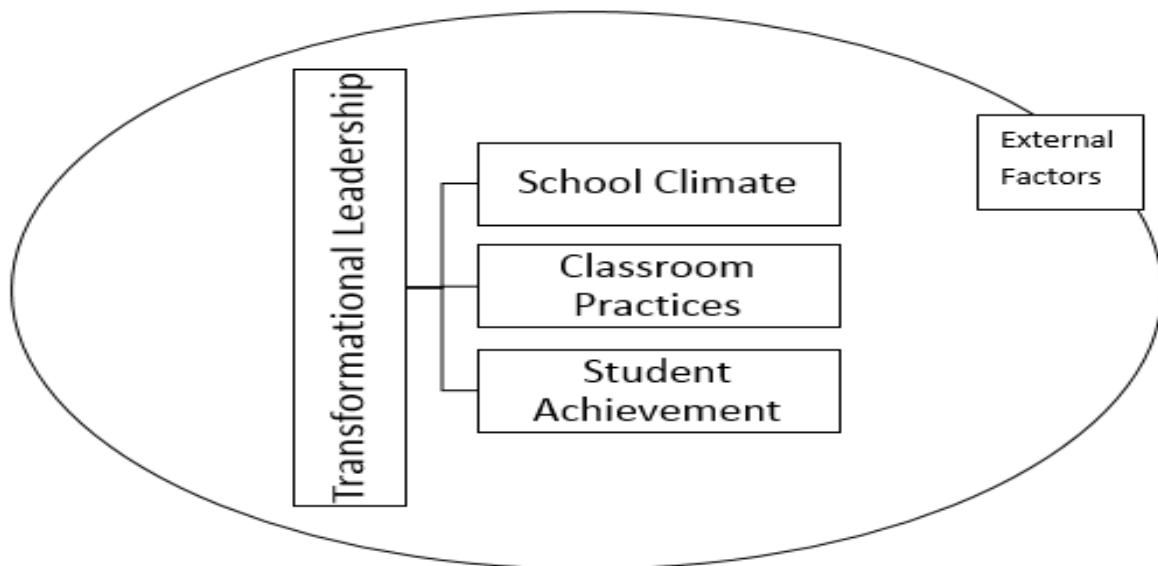 Transformational Leadership
School Climate
Classroom
Practices
Student
Achievement
External
Factors